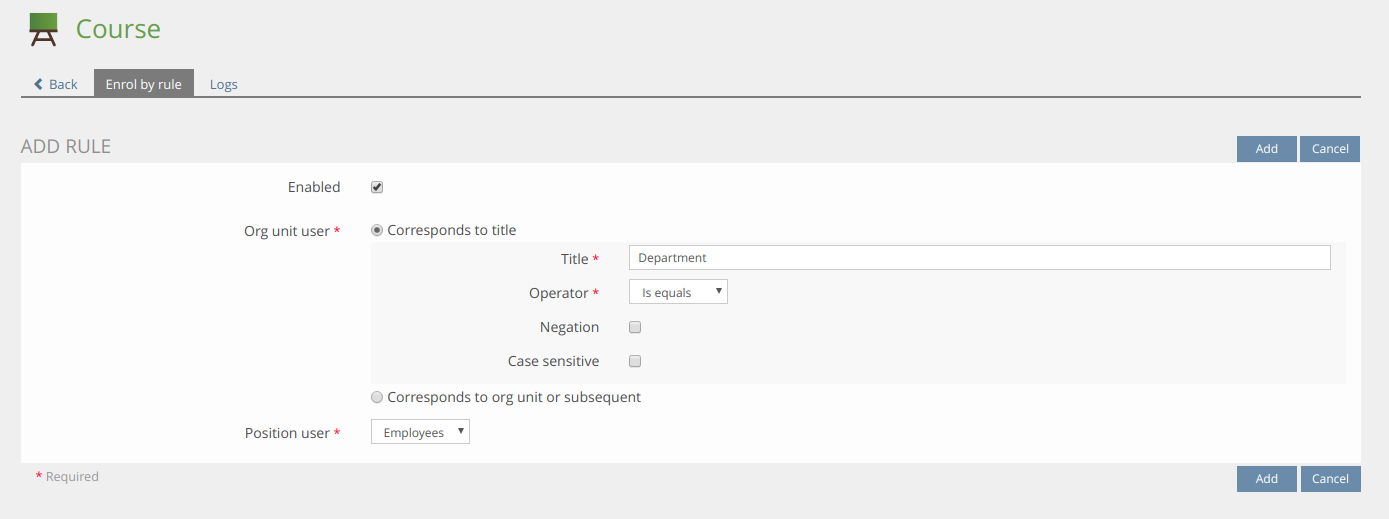 Course
Back Enrol by rule Logs
ADD RULE Add Cancel
Enabled
Org unit user * Corresponds to title
Title * Department
Operator * Is equals
Negation
Case sensitive
Corresponds to org unit or subsequent
Position user * Employees
* Required Add Cancel